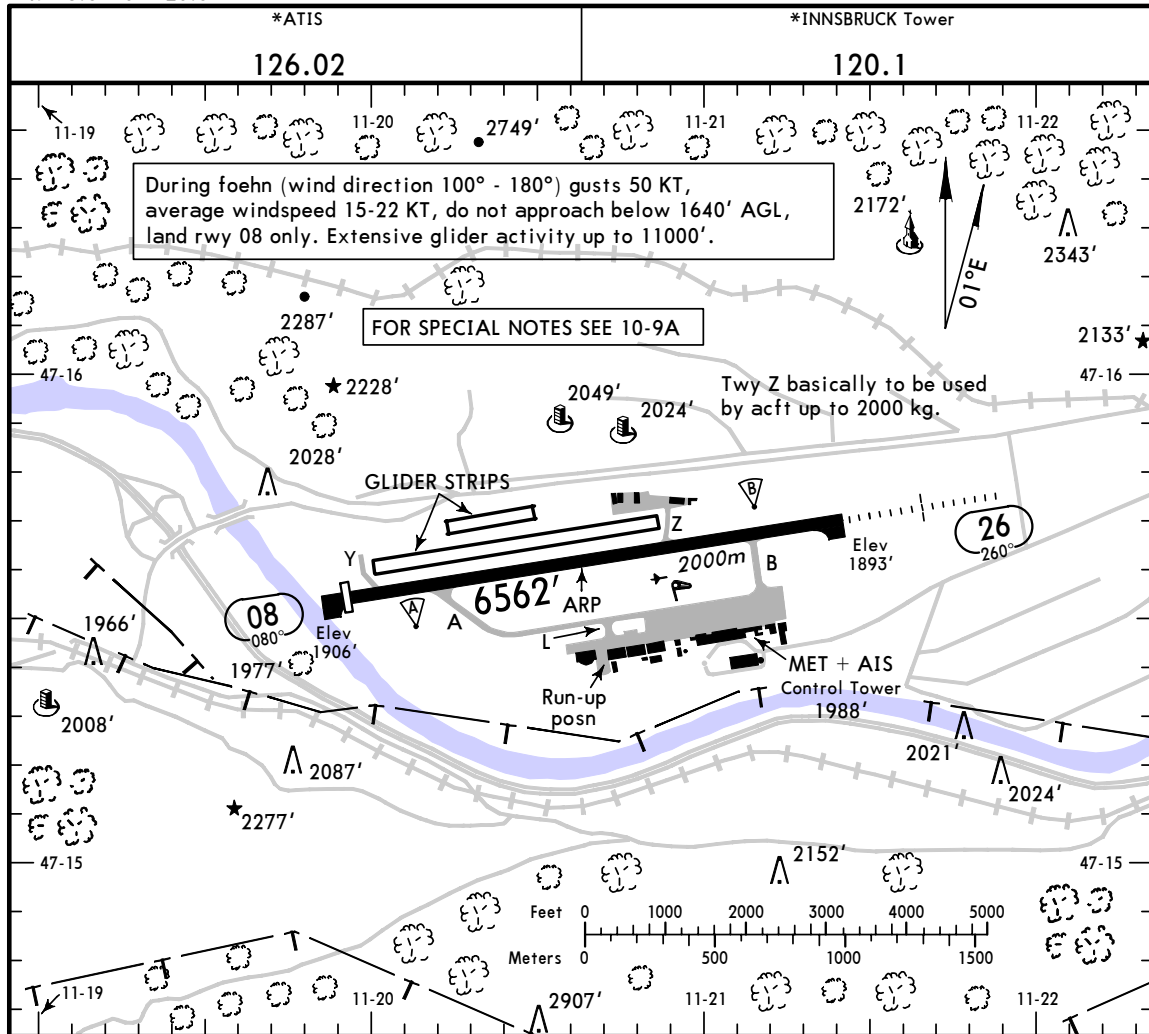 *ATIS
126.02
*INNSBRUCK Tower
120.1
11-19
11-20
2749'
11-21
11-22
During foehn (wind direction 100° - 180°) gusts 50 KT,
average windspeed 15-22 KT, do not approach below 1640' AGL,
land rwy 08 only. Extensive glider activity up to 11000'.
2172'
2343'
01°E
2287'
FOR SPECIAL NOTES SEE 10-9A
2133'
47-16
47-16
2228'
2049'
2024'
Twy Z basically to be used
by acft up to 2000 kg.
2028'
GLIDER STRIPS
B
Z
26
260°
Y
2000m
B
Elev
1893'
6562'
ARP
08
080°
A
A
Elev
1906'
1966'
L
1977'
MET + AIS
Control Tower
1988'
Run-up
posn
2008'
2021'
2087'
2024'
2277'
47-15
2152'
47-15
Feet 0 1000 2000 3000 4000 5000
Meters 0 500 1000 1500
11-19
11-20
2907'
11-21
11-22